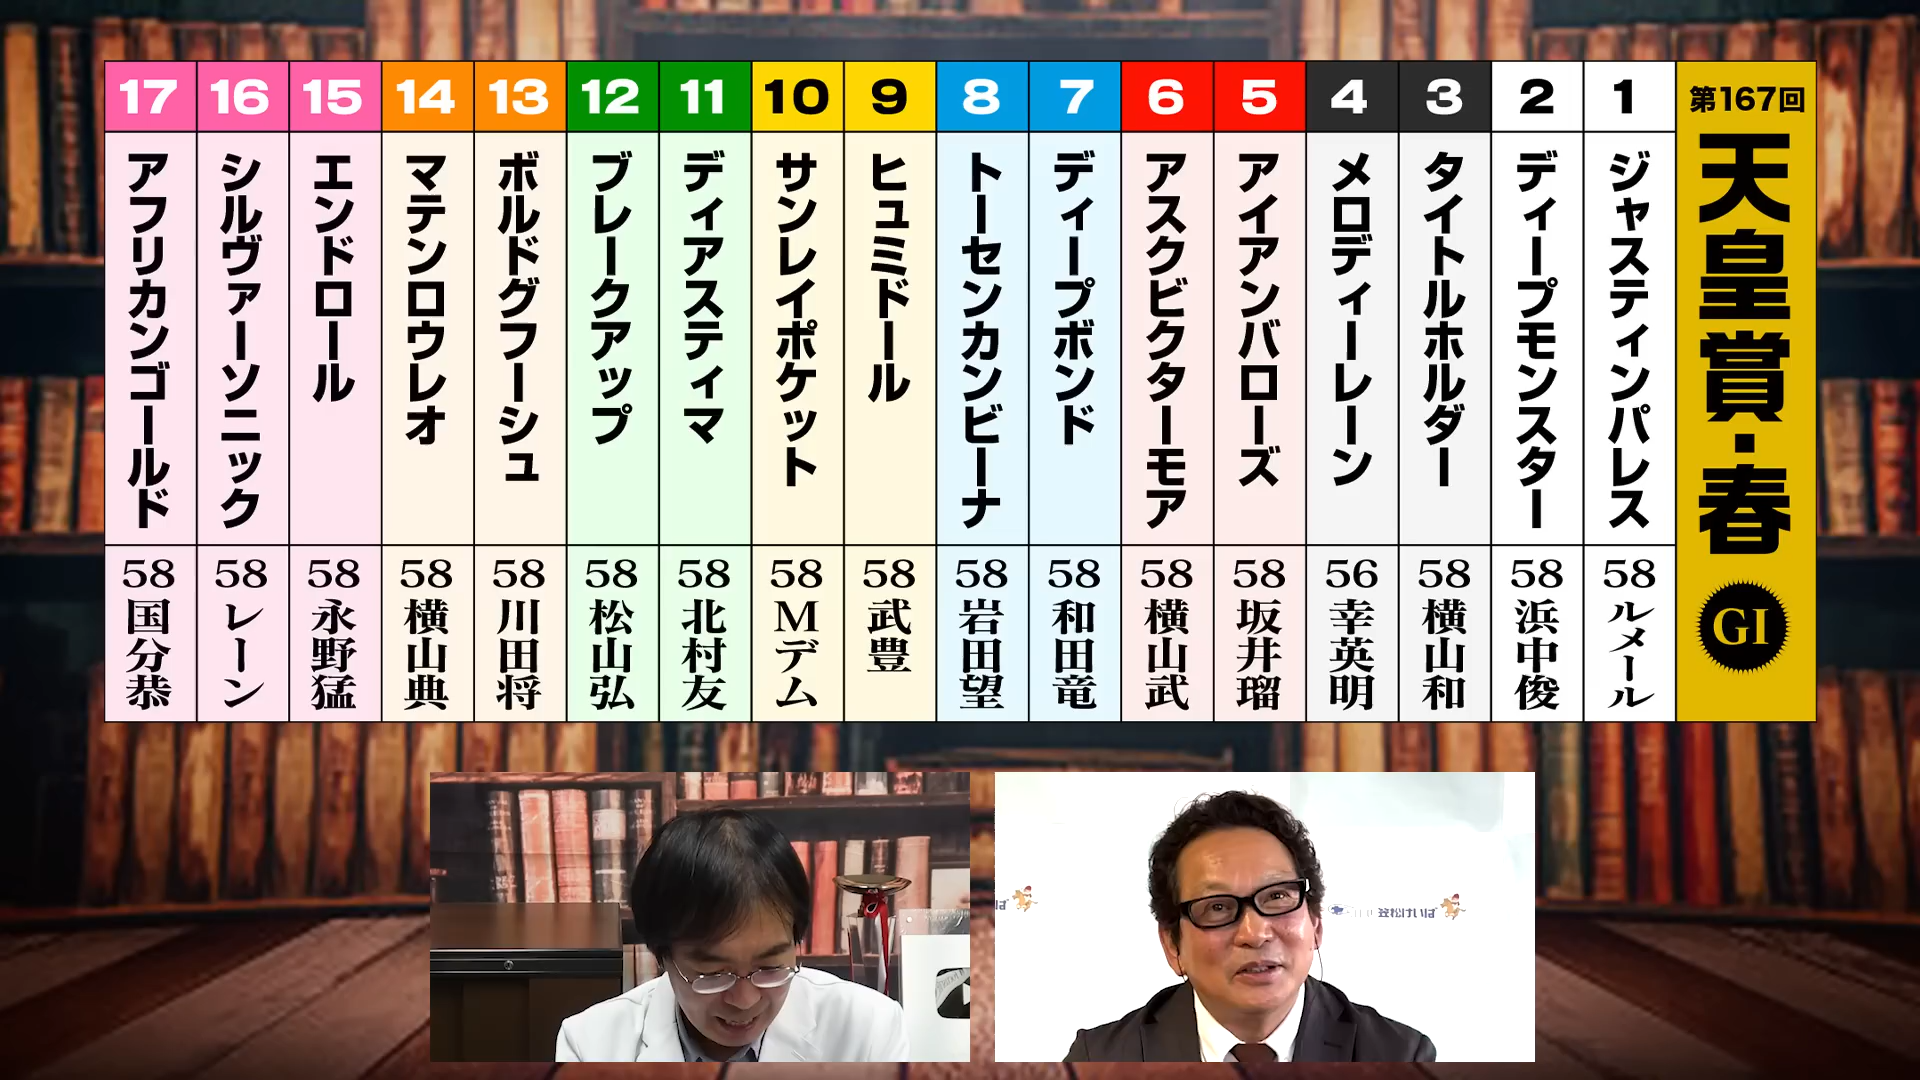 第167回
天皇賞・春
GI
1
ジャスティンパレス
58
ルメール
2
ディープモンスター
58
浜中俊
3
タイトルホルダー
58
横山和
4
メロディーレーン
56
幸英明
5
アイアンバローズ
58
坂井瑠
6
アスクビクターモア
58
横山武
7
ディープボンド
58
和田竜
8
トーセンカンビーナ
58
岩田望
9
ヒュミドール
58
武豊
10
サンレイポケット
58
Mデム
11
ディアスティマ
58
北村友
12
ブレークアップ
58
松山弘
13
ボルドグフーシュ
58
川田将
14
マテンロウレオ
58
横山典
15
エンドロール
58
永野猛
16
シルヴァーソニック
58
レーン
17
アフリカンゴールド
58
国分恭
笠松けいば